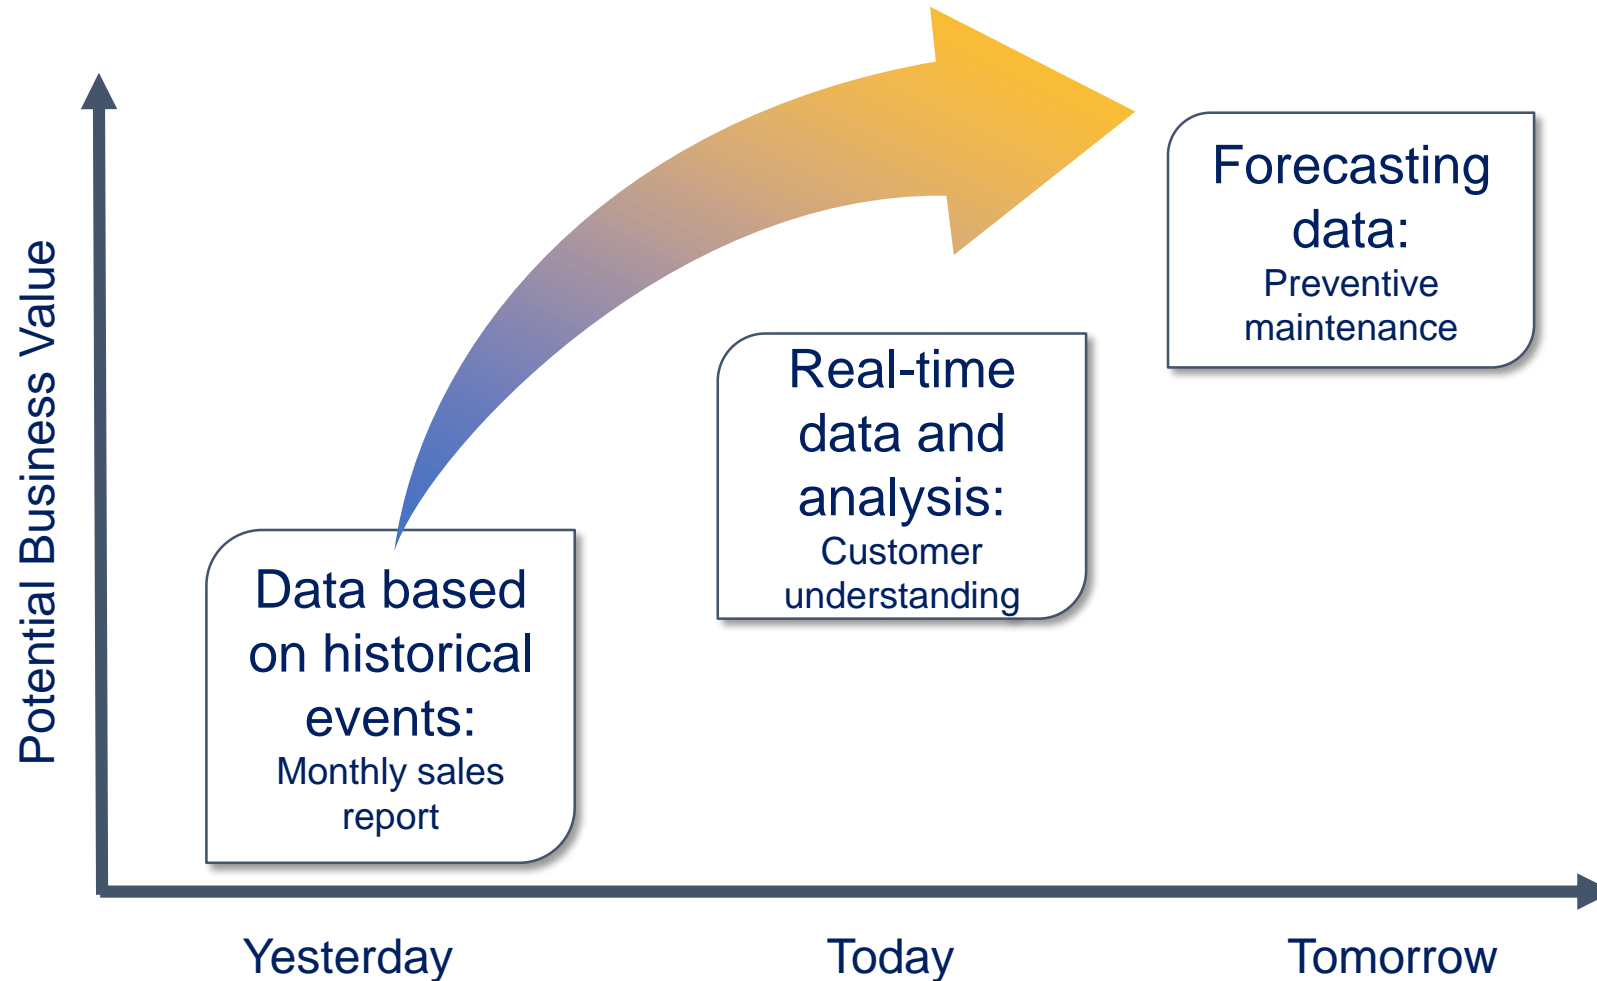 Potential Business Value
Data based
on historical
events:
Monthly sales
report
Real-time
data and
analysis:
Customer
understanding
Forecasting
data:
Preventive
maintenance
Yesterday
Today
Tomorrow